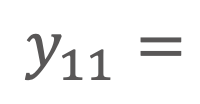 y₁₁ =